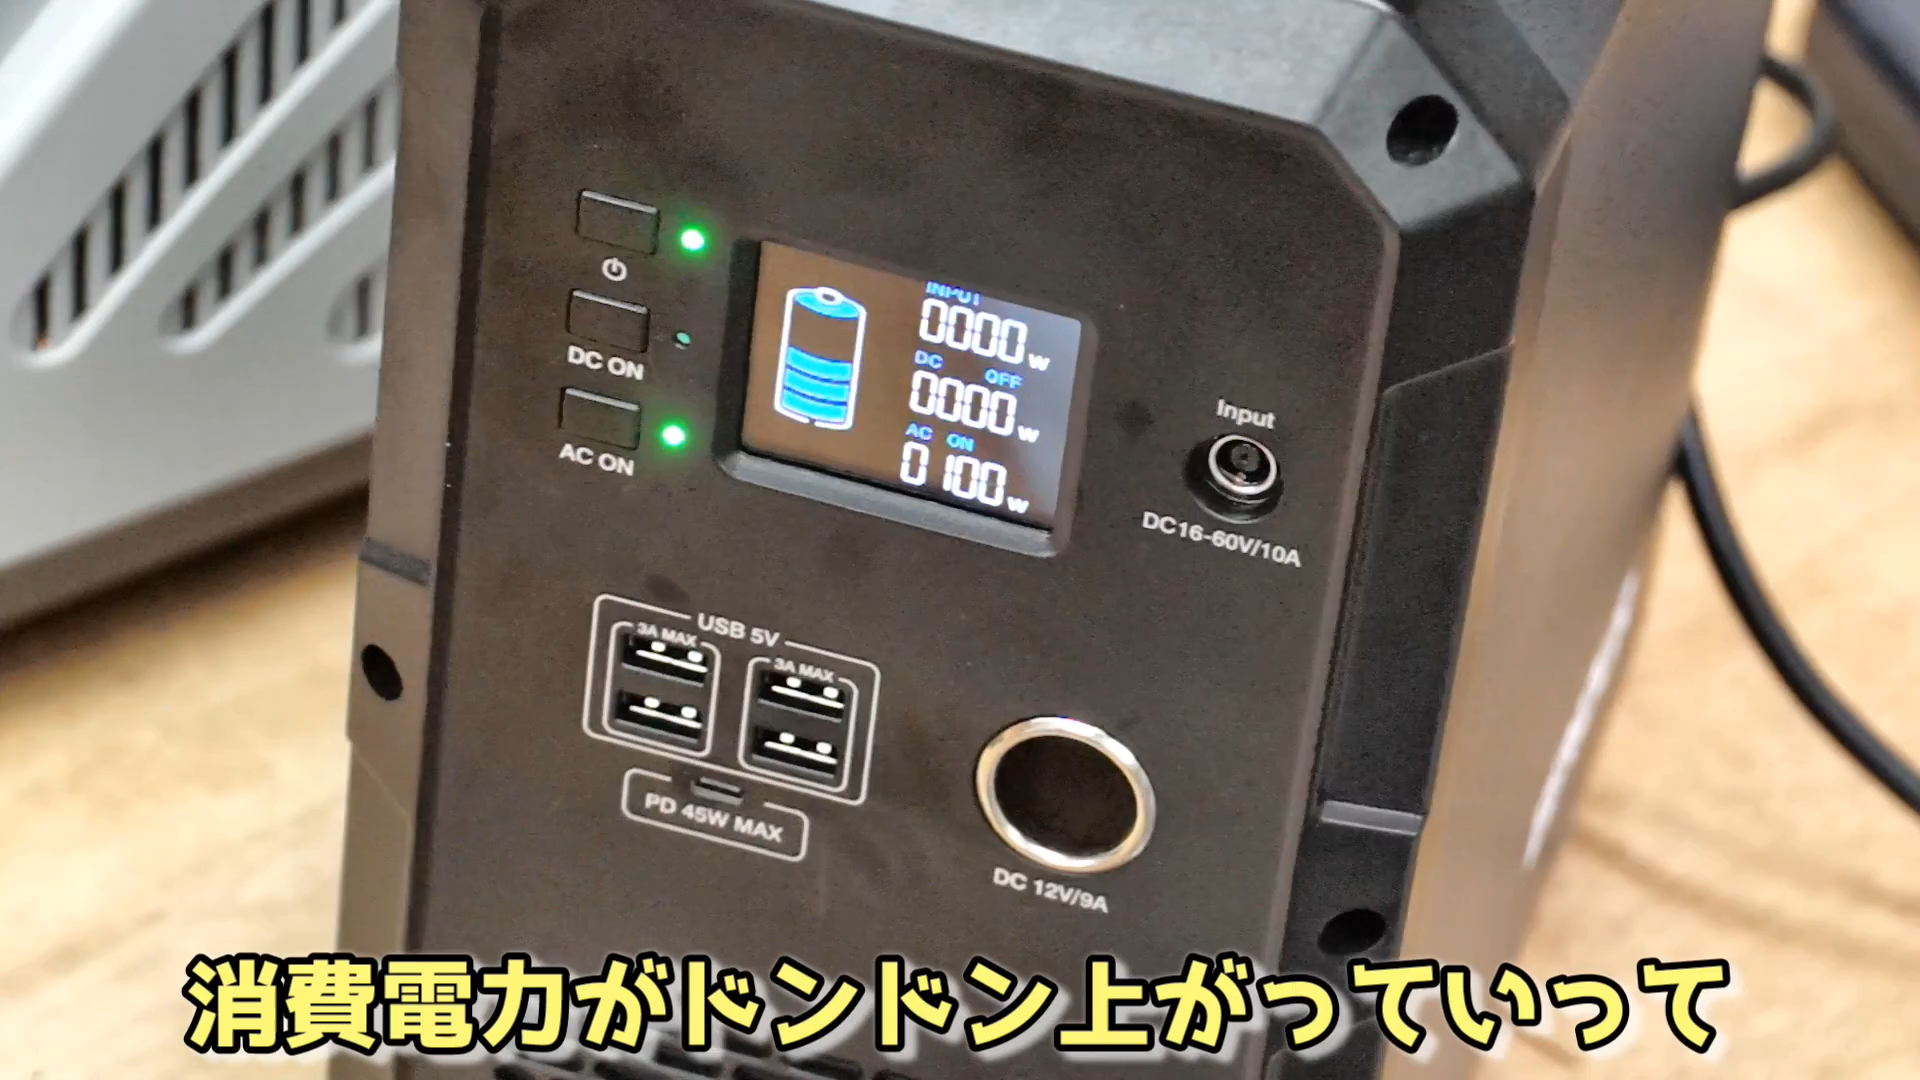 INPUT
0000w
DC OFF
0000w
AC ON
0100w
DC ON
AC ON
Input
DC16-60V/10A
USB 5V
3A MAX
3A MAX
PD 45W MAX
DC 12V/9A
消費電力がドンドン上がっていって